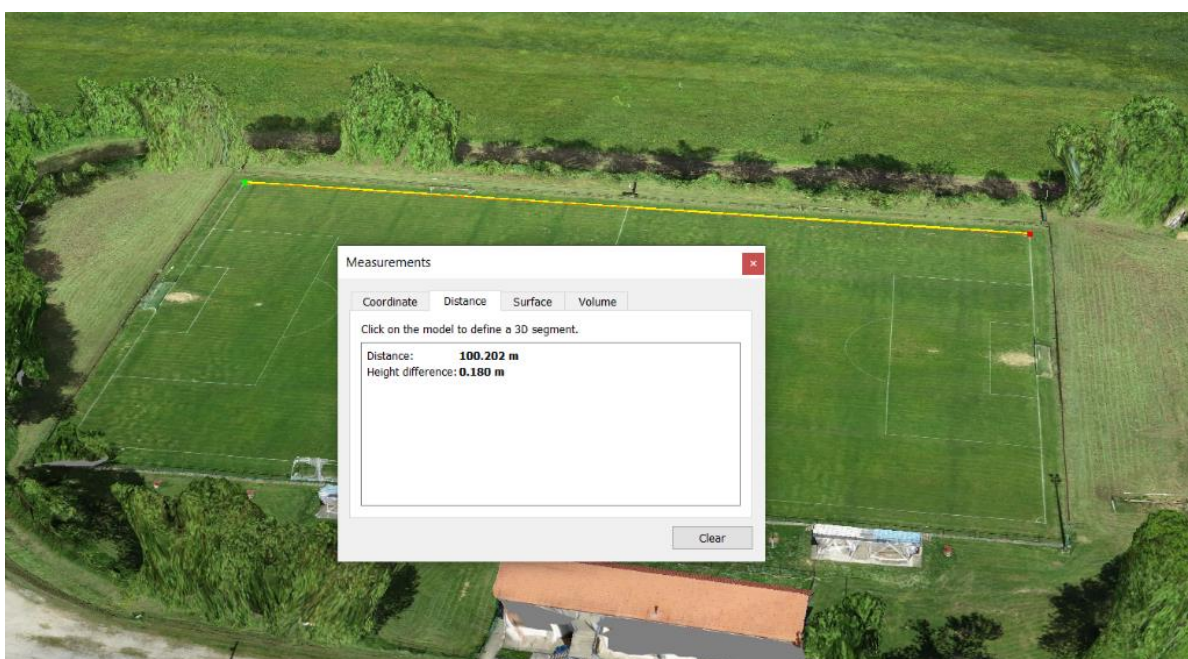 Measurements
×
Coordinate Distance Surface Volume
Click on the model to define a 3D segment.
Distance: 100.202 m
Height difference: 0.180 m
Clear